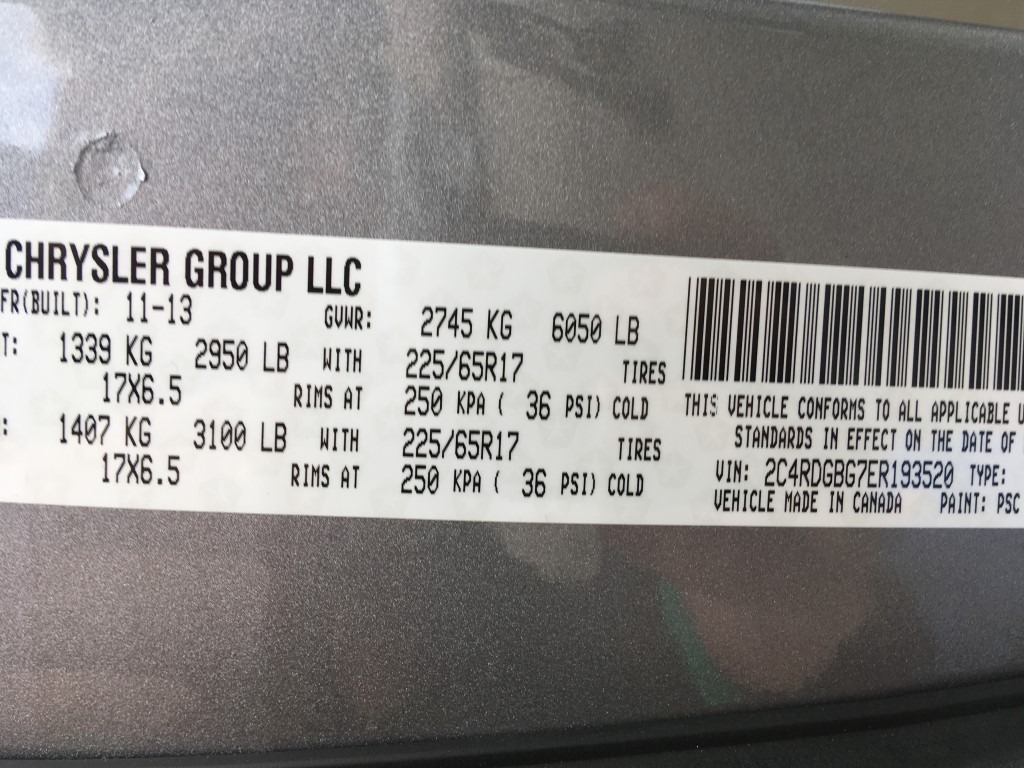 CHRYSLER GROUP LLC
FR(BUILT): 11-13 GVWR: 2745 KG 6050 LB
T: 1339 KG 2950 LB WITH 225/65R17 TIRES
17X6.5 RIMS AT 250 KPA ( 36 PSI) COLD
: 1407 KG 3100 LB WITH 225/65R17 TIRES
17X6.5 RIMS AT 250 KPA ( 36 PSI) COLD
THIS VEHICLE CONFORMS TO ALL APPLICABLE U
STANDARDS IN EFFECT ON THE DATE OF
VIN: 2C4RDGBG7ER193520 TYPE:
VEHICLE MADE IN CANADA PAINT: PSC